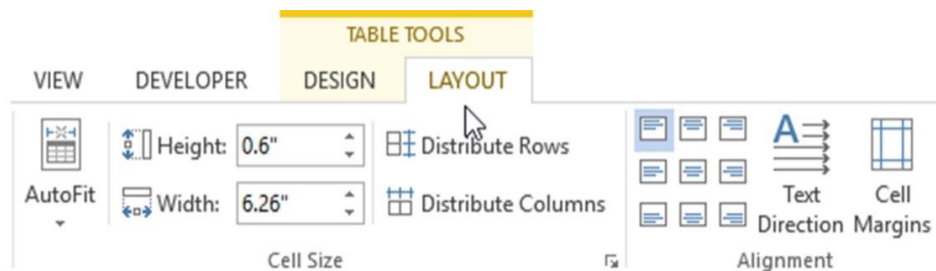 TABLE TOOLS
VIEW DEVELOPER DESIGN LAYOUT
Height: 0.6" Distribute Rows
AutoFit Width: 6.26" Distribute Columns
A
Text Direction
Cell Margins
Cell Size
Alignment